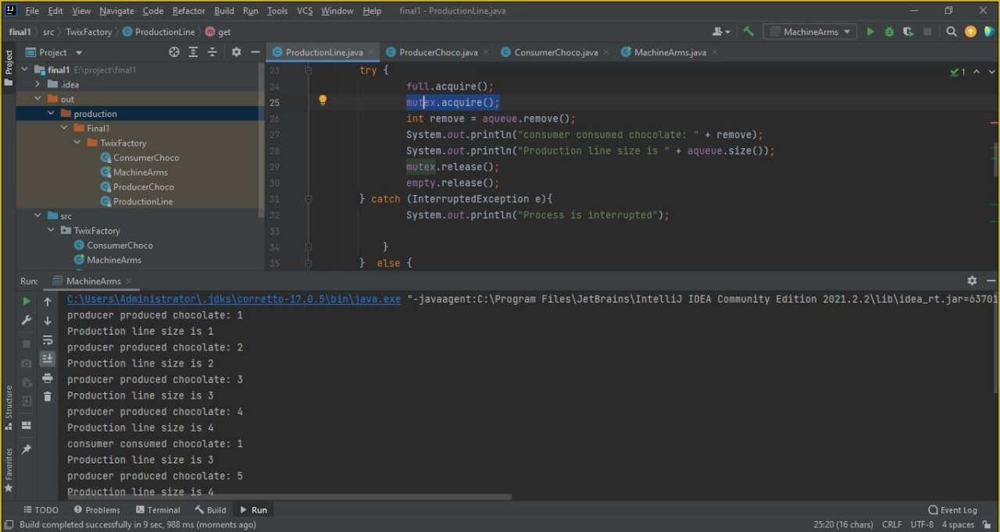 File Edit View Navigate Code Refactor Build Run Tools VCS Window Help final1 - ProductionLine.java
final1 src TwixFactory ProductionLine get MachineArms
Project
Project
ProductionLine.java ProducerChoco.java ConsumerChoco.java MachineArms.java
final1 E:\project\final1
.idea
out
production
Final1
TwixFactory
ConsumerChoco
MachineArms
ProducerChoco
ProductionLine
src
TwixFactory
ConsumerChoco
MachineArms
1
23 try {
24 full.acquire();
25 mutex.acquire();
26 int remove = aqueue.remove();
27 System.out.println("consumer consumed chocolate: " + remove);
28 System.out.println("Production line size is " + aqueue.size());
29 mutex.release();
30 empty.release();
31 } catch (InterruptedException e){
32 System.out.println("Process is interrupted");
33
34 }
35 } else {
Run: MachineArms
C:\Users\Administrator\.jdks\corretto-17.0.5\bin\java.exe "-javaagent:C:\Program Files\JetBrains\IntelliJ IDEA Community Edition 2021.2.2\lib\idea_rt.jar=63701
producer produced chocolate: 1
Production line size is 1
producer produced chocolate: 2
Production line size is 2
producer produced chocolate: 3
Production line size is 3
producer produced chocolate: 4
Production line size is 4
consumer consumed chocolate: 1
Production line size is 3
producer produced chocolate: 5
Production line size is 4
Structure
Favorites
TODO Problems Terminal Build Run Event Log
Build completed successfully in 9 sec, 988 ms (moments ago) 25:20 (16 chars) CRLF UTF-8 4 spaces